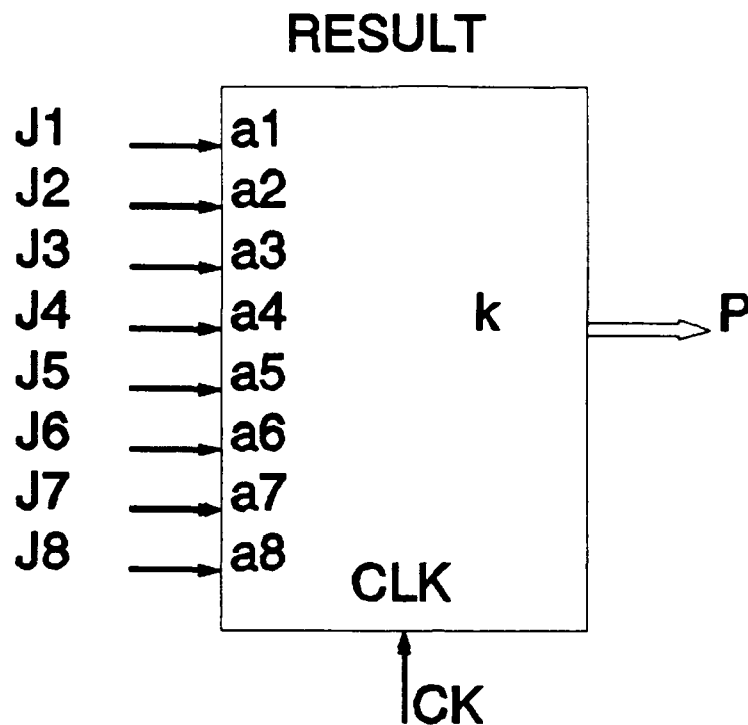 RESULT
J1 a1
J2 a2
J3 a3
J4 a4 k P
J5 a5
J6 a6
J7 a7
J8 a8
CLK
CK